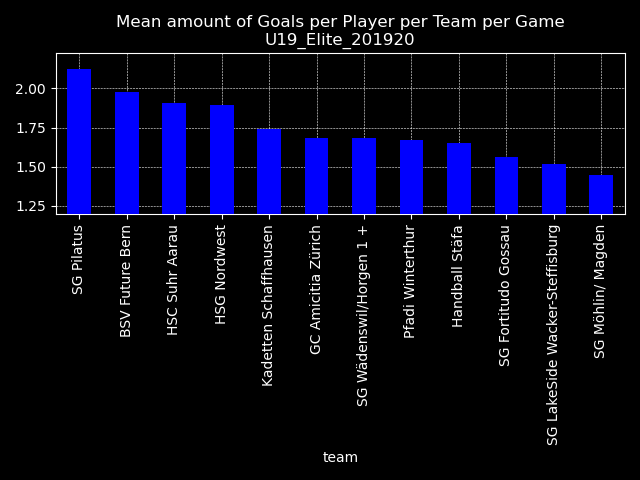 Mean amount of Goals per Player per Team per Game
U19_Elite_201920
2.00
1.75
1.50
1.25
SG Pilatus
BSV Future Bern
HSC Suhr Aarau
HSG Nordwest
Kadetten Schaffhausen
GC Amicitia Zürich
SG Wädenswil/Horgen 1 +
Pfadi Winterthur
Handball Stäfa
SG Fortitudo Gossau
SG LakeSide Wacker-Steffisburg
SG Möhlin/ Magden
team